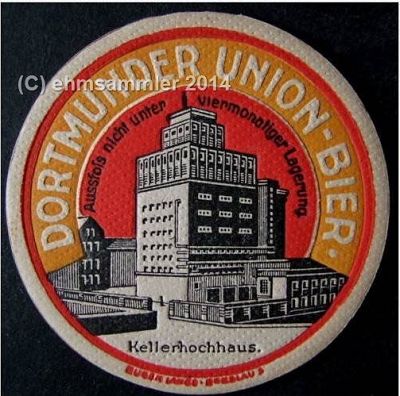 (C) ehmsammler 2014
DORTMUNDER UNION-BIER.
Ausstoß nicht unter viermonatiger Lagerung
Kellerhochhaus.